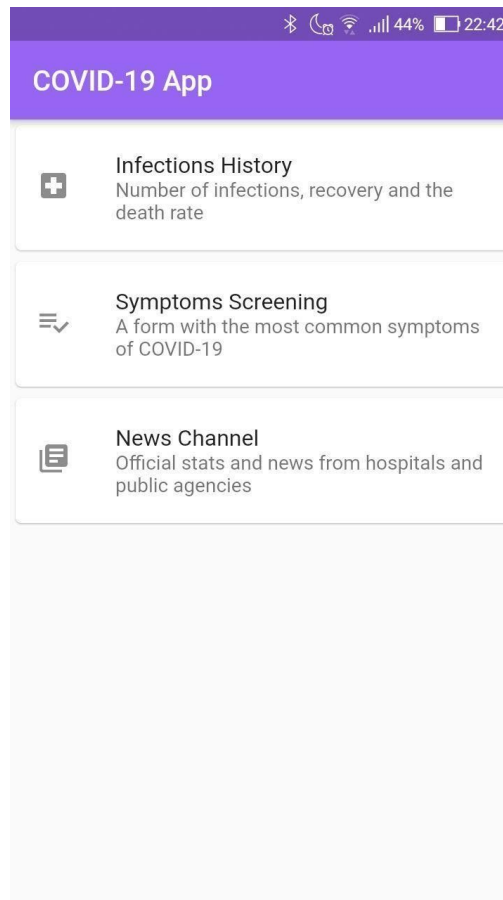 44% 22:42
COVID-19 App
Infections History
Number of infections, recovery and the
death rate
Symptoms Screening
A form with the most common symptoms
of COVID-19
News Channel
Official stats and news from hospitals and
public agencies